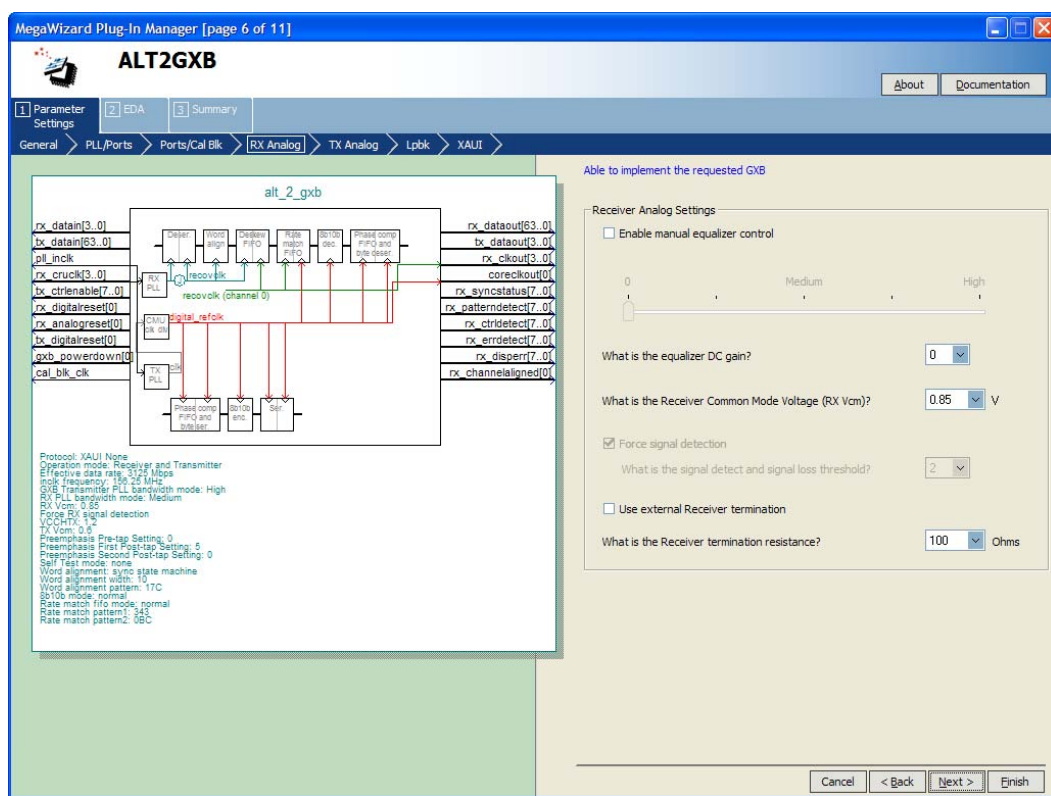 MegaWizard Plug-In Manager [page 6 of 11]
ALT2GXB
About
Documentation
1 Parameter Settings
2 EDA
3 Summary
General
PLL/Ports
Ports/Cal Blk
RX Analog
TX Analog
Lpbk
XAUI
alt_2_gxb
rx_datain[3..0]
tx_datain[63..0]
pll_inclk
rx_cruclk[3..0]
tx_ctrlenable[7..0]
rx_digitalreset[0]
rx_analogreset[0]
tx_digitalreset[0]
gxb_powerdown[0]
cal_blk_clk
Deser.
Word align
Deskew FIFO
Rate match FIFO
8b10b dec.
Phase comp FIFO and byte deser.
RX PLL
2
recovclk
recovclk (channel 0)
CMU clk div
digital_refclk
TX PLL
clk
Phase comp FIFO and byte ser.
8b10b enc.
Ser.
rx_dataout[63..0]
tx_dataout[3..0]
rx_clkout[3..0]
coreclkout[0]
rx_syncstatus[7..0]
rx_patterndetect[7..0]
rx_ctrldetect[7..0]
rx_errdetect[7..0]
rx_disperr[7..0]
rx_channelaligned[0]
Protocol: XAUI None
Operation mode: Receiver and Transmitter
Effective data rate: 3125 Mbps
inclk frequency: 156.25 MHz
GXB Transmitter PLL bandwidth mode: High
RX PLL bandwidth mode: Medium
RX Vcm: 0.85
Force RX signal detection
VCCHTX: 1.2
TX Vcm: 0.6
Preemphasis Pre-tap Setting: 0
Preemphasis First Post-tap Setting: 5
Preemphasis Second Post-tap Setting: 0
Self Test mode: none
Word alignment: sync state machine
Word alignment width: 10
Word alignment pattern: 17C
8b10b mode: normal
Rate match fifo mode: normal
Rate match pattern1: 343
Rate match pattern2: 0BC
Able to implement the requested GXB
Receiver Analog Settings
Enable manual equalizer control
0 Medium High
What is the equalizer DC gain? 0
What is the Receiver Common Mode Voltage (RX Vcm)? 0.85 V
Force signal detection
What is the signal detect and signal loss threshold? 2
Use external Receiver termination
What is the Receiver termination resistance? 100 Ohms
Cancel
< Back
Next >
Finish